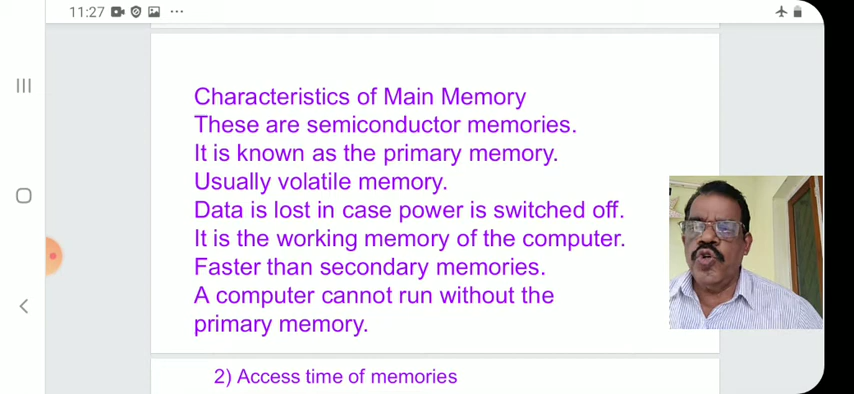 11:27
Characteristics of Main Memory
These are semiconductor memories.
It is known as the primary memory.
Usually volatile memory.
Data is lost in case power is switched off.
It is the working memory of the computer.
Faster than secondary memories.
A computer cannot run without the
primary memory.
2) Access time of memories